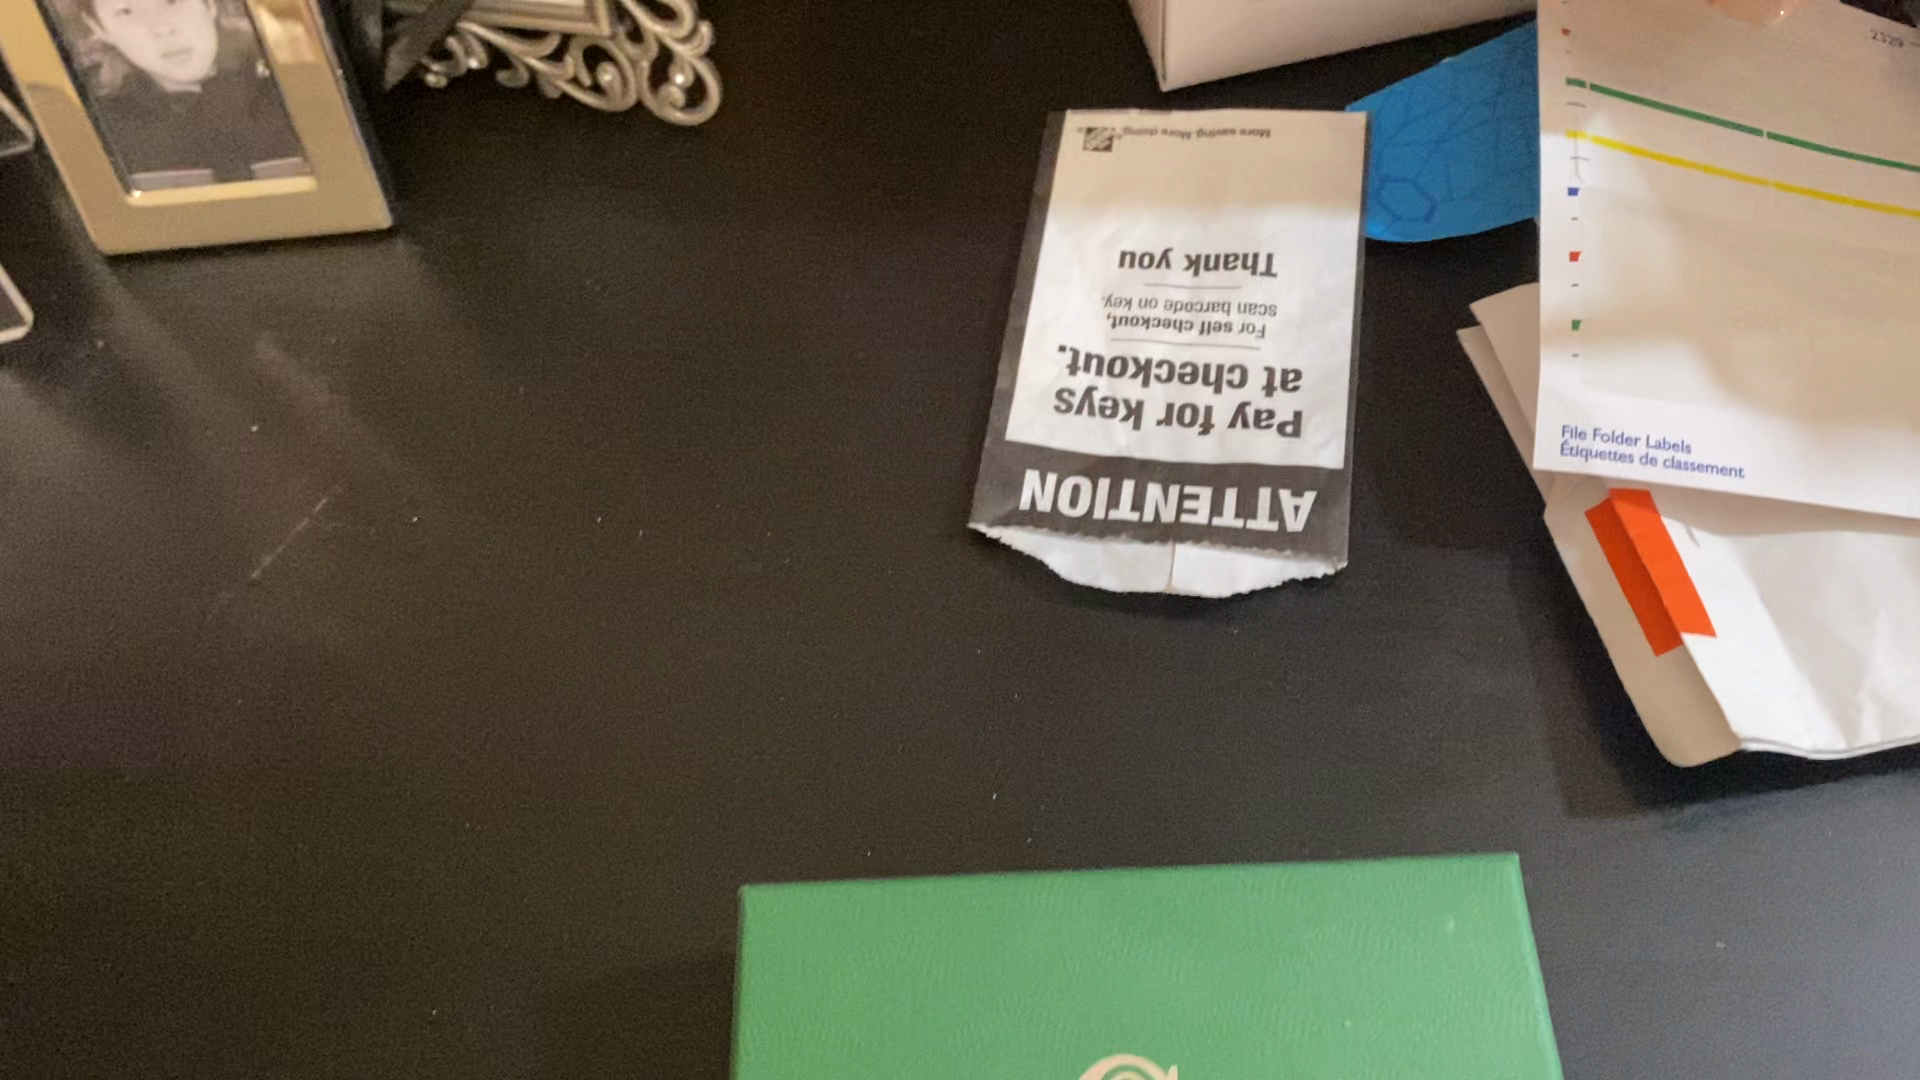 ATTENTION
Pay for keys
at checkout.
For self checkout,
scan barcode on key.
Thank you
More saving. More doing.®
File Folder Labels
Étiquettes de classement